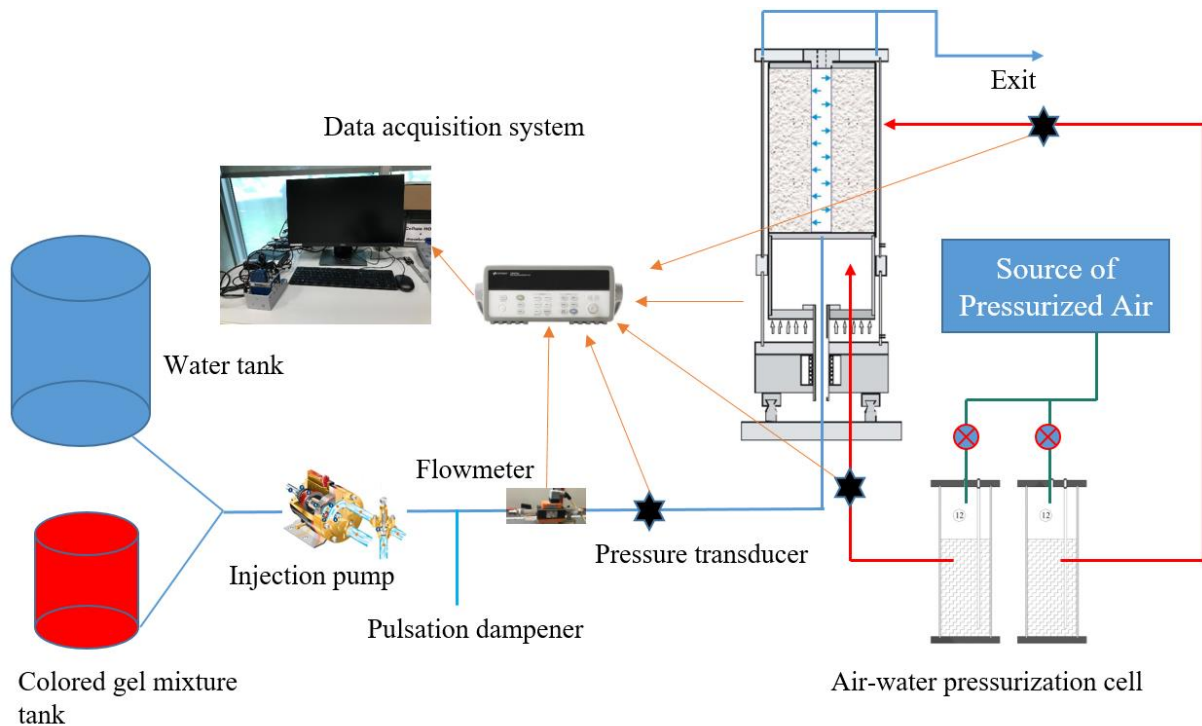 Exit
Data acquisition system
Source of
Pressurized Air
Water tank
Flowmeter
12
12
Pressure transducer
Injection pump
Pulsation dampener
Colored gel mixture
tank
Air-water pressurization cell